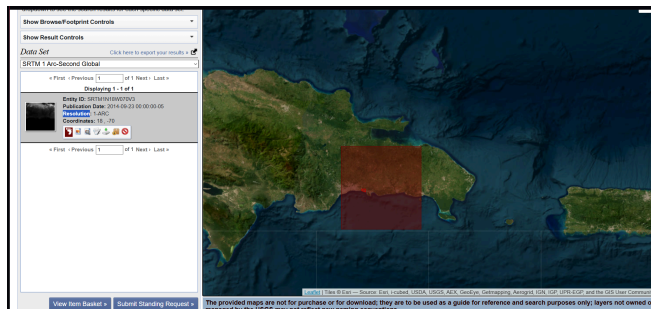 Show Browse/Footprint Controls
Show Result Controls
Data Set
Click here to export your results »
SRTM 1 Arc-Second Global
« First ‹ Previous 1 of 1 Next › Last »
Displaying 1 - 1 of 1
Entity ID: SRTM1N18W070V3
Publication Date: 2014-09-23 00:00:00-05
Resolution: 1-ARC
Coordinates: 18 , -70
« First ‹ Previous 1 of 1 Next › Last »
View Item Basket »
Submit Standing Request »
Leaflet | Tiles © Esri — Source: Esri, i-cubed, USDA, USGS, AEX, GeoEye, Getmapping, Aerogrid, IGN, IGP, UPR-EGP, and the GIS User Commun
The provided maps are not for purchase or for download; they are to be used as a guide for reference and search purposes only; layers not owned o